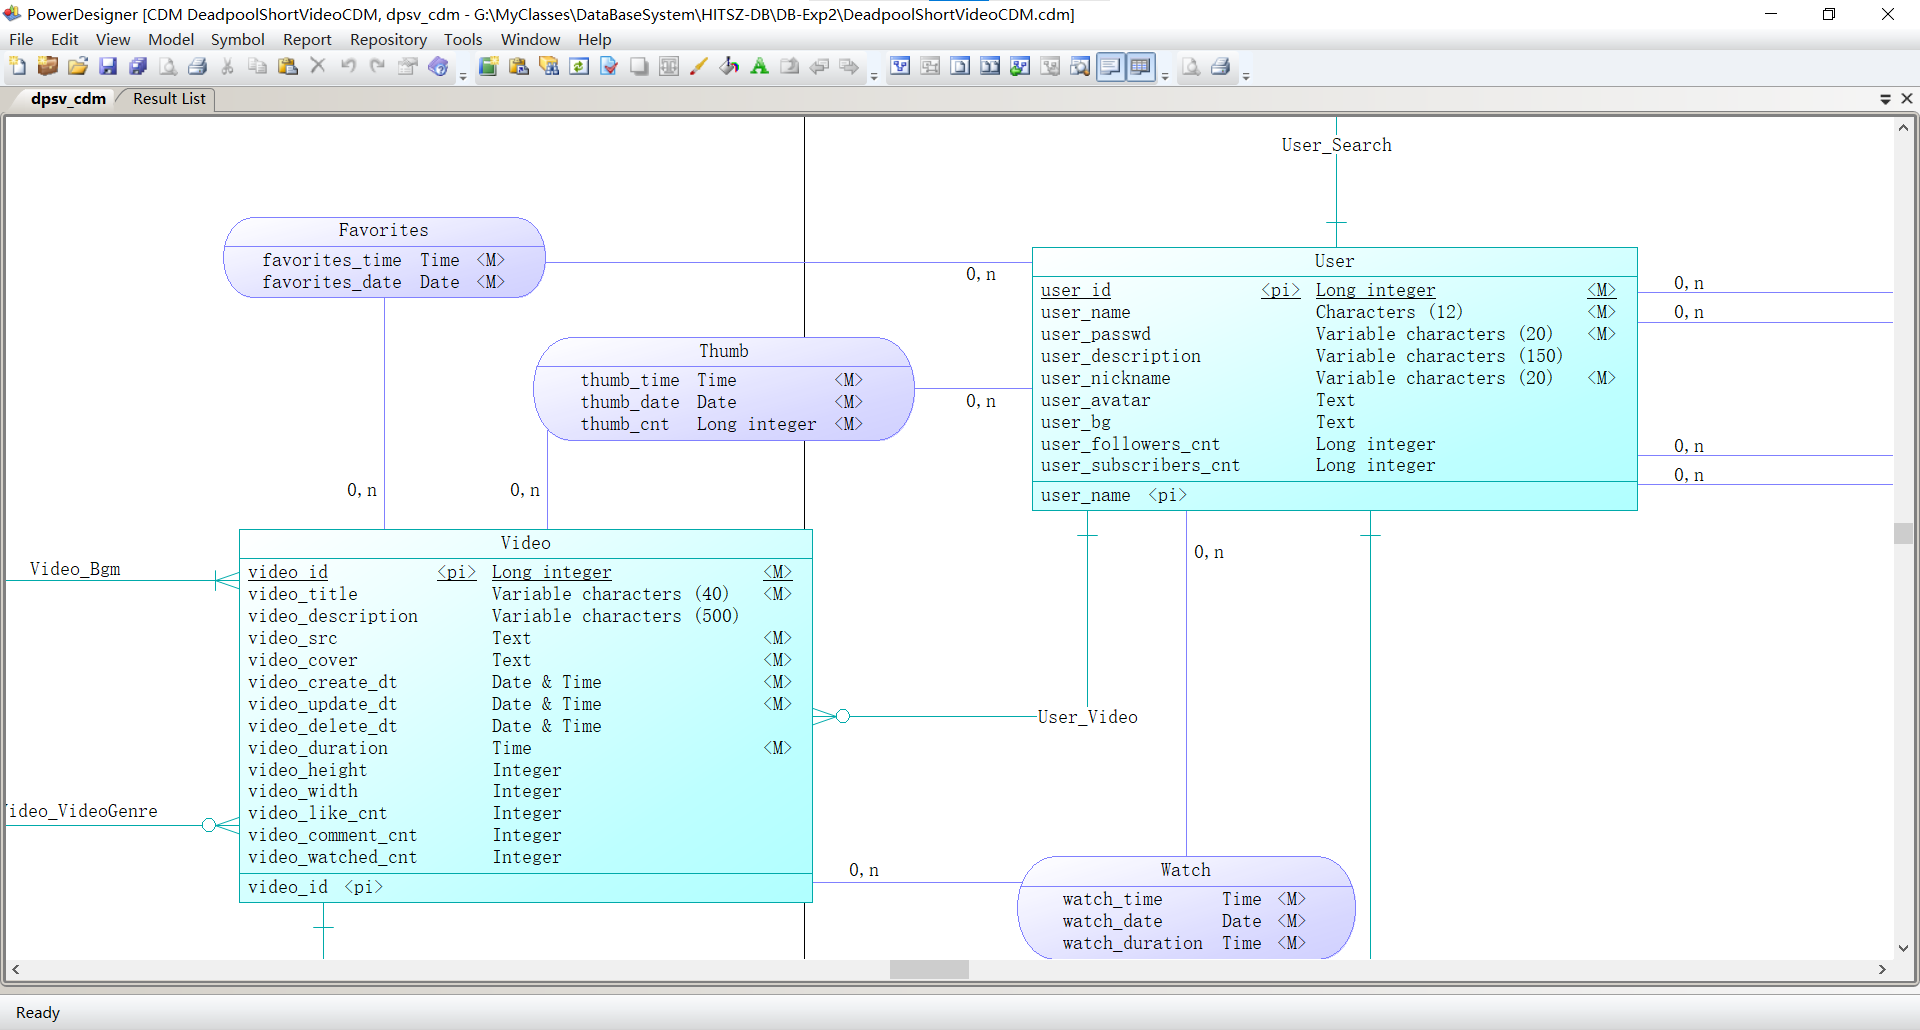 PowerDesigner [CDM DeadpoolShortVideoCDM, dpsv_cdm - G:\MyClasses\DataBaseSystem\HITSZ-DB\DB-Exp2\DeadpoolShortVideoCDM.cdm]
File Edit View Model Symbol Report Repository Tools Window Help
dpsv_cdm Result List
User_Search
Favorites
favorites_time Time <M>
favorites_date Date <M>
0,n
0,n
Thumb
thumb_time Time <M>
thumb_date Date <M>
thumb_cnt Long integer <M>
0,n
0,n
User
user_id <pi> Long integer <M>
user_name Characters (12) <M>
user_passwd Variable characters (20) <M>
user_description Variable characters (150)
user_nickname Variable characters (20) <M>
user_avatar Text
user_bg Text
user_followers_cnt Long integer
user_subscribers_cnt Long integer
user_name <pi>
0,n
0,n
0,n
0,n
0,n
Video_Bgm
Video
video_id <pi> Long integer <M>
video_title Variable characters (40) <M>
video_description Variable characters (500)
video_src Text <M>
video_cover Text <M>
video_create_dt Date & Time <M>
video_update_dt Date & Time <M>
video_delete_dt Date & Time
video_duration Time <M>
video_height Integer
video_width Integer
video_like_cnt Integer
video_comment_cnt Integer
video_watched_cnt Integer
video_id <pi>
User_Video
ideo_VideoGenre
0,n
Watch
watch_time Time <M>
watch_date Date <M>
watch_duration Time <M>
Ready